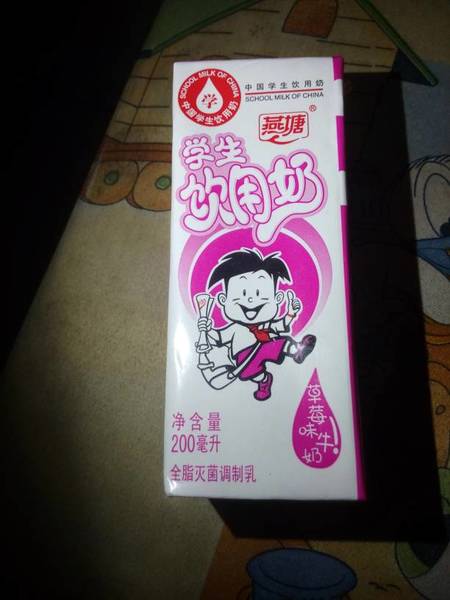 SCHOOL MILK OF CHINA
学
中国学生饮用奶
中国学生饮用奶
SCHOOL MILK OF CHINA
燕塘®
学生
饮用奶
草莓味牛奶!
净含量
200毫升
全脂灭菌调制乳